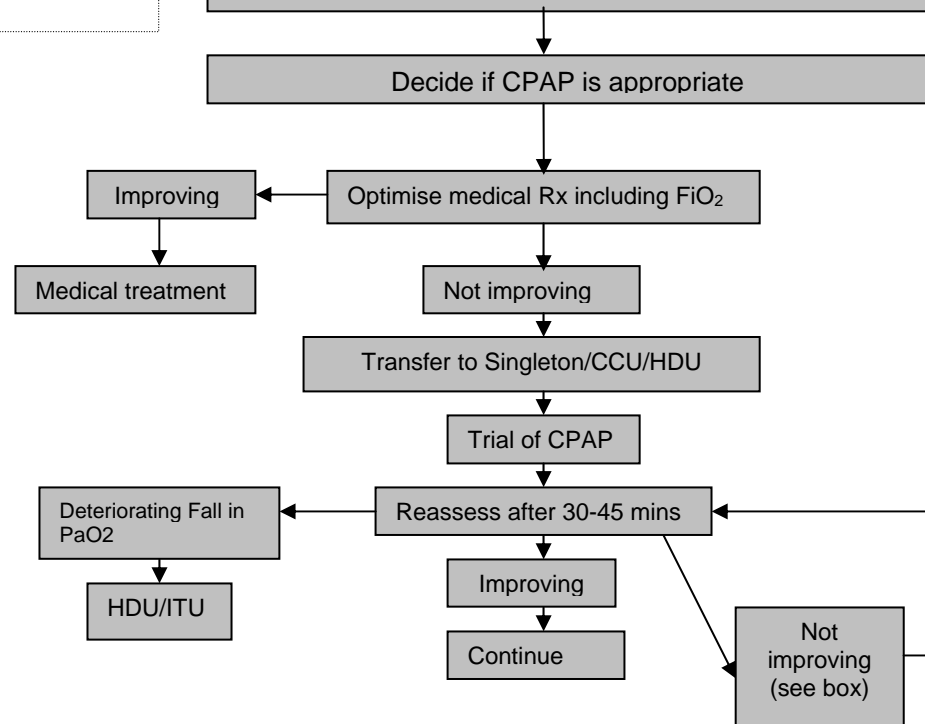 Decide if CPAP is appropriate
Improving
Optimise medical Rx including FiO₂
Medical treatment
Not improving
Transfer to Singleton/CCU/HDU
Trial of CPAP
Deteriorating Fall in
PaO2
Reassess after 30-45 mins
HDU/ITU
Improving
Continue
Not
improving
(see box)